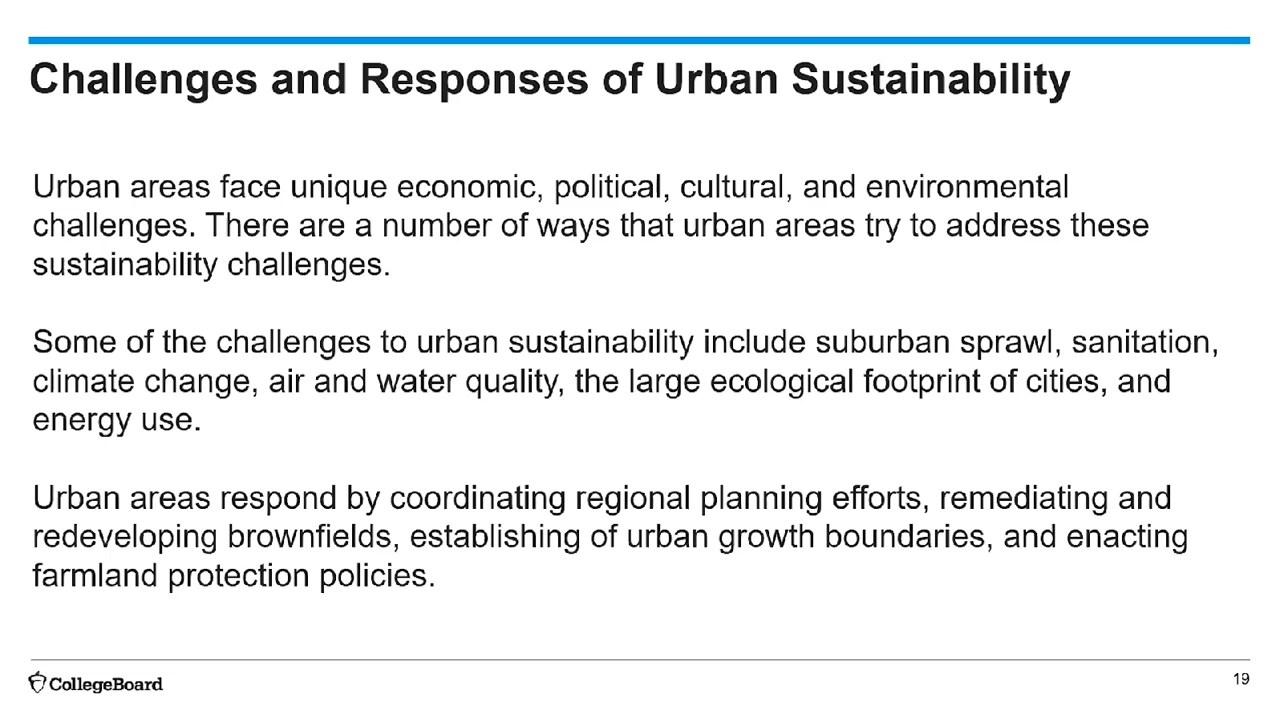 Challenges and Responses of Urban Sustainability
Urban areas face unique economic, political, cultural, and environmental
challenges. There are a number of ways that urban areas try to address these
sustainability challenges.
Some of the challenges to urban sustainability include suburban sprawl, sanitation,
climate change, air and water quality, the large ecological footprint of cities, and
energy use.
Urban areas respond by coordinating regional planning efforts, remediating and
redeveloping brownfields, establishing of urban growth boundaries, and enacting
farmland protection policies.
CollegeBoard
19